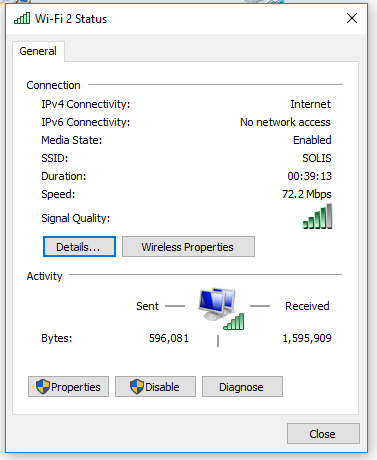 Wi-Fi 2 Status
General
Connection
IPv4 Connectivity: Internet
IPv6 Connectivity: No network access
Media State: Enabled
SSID: SOLIS
Duration: 00:39:13
Speed: 72.2 Mbps
Signal Quality:
Details... Wireless Properties
Activity
Sent Received
Bytes: 596,081 1,595,909
Properties Disable Diagnose
Close